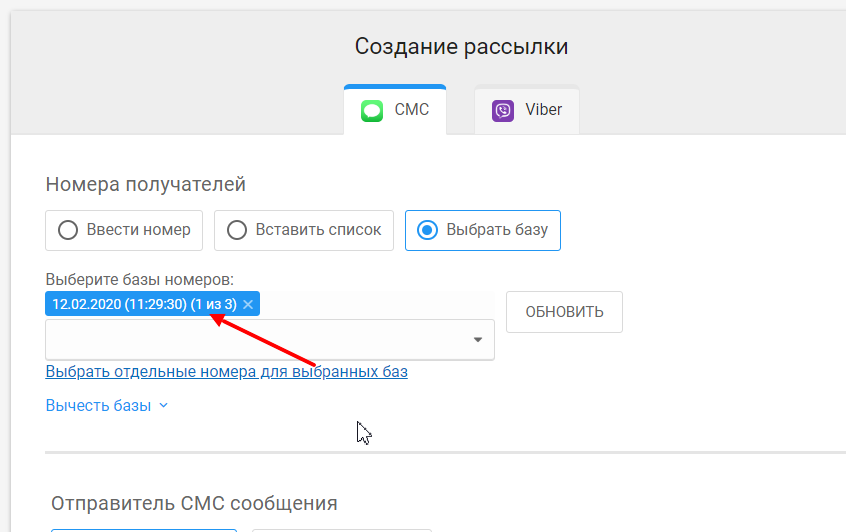 Создание рассылки
СМС
Viber
Номера получателей
Ввести номер
Вставить список
Выбрать базу
Выберите базы номеров:
12.02.2020 (11:29:30) (1 из 3) ×
ОБНОВИТЬ
Выбрать отдельные номера для выбранных баз
Вычесть базы
Отправитель СМС сообщения